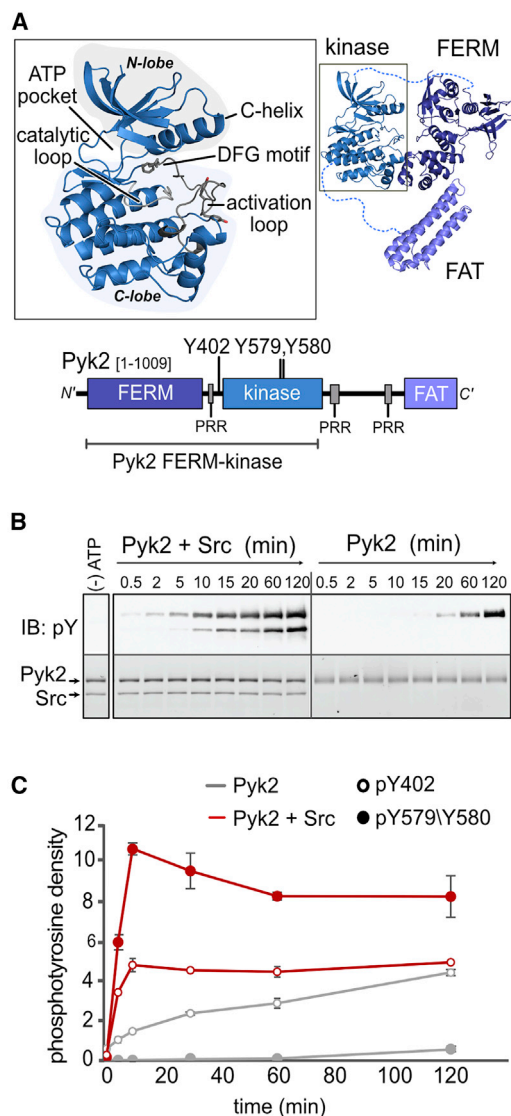 A
N-lobe
ATP
pocket
catalytic
loop
C-helix
DFG motif
activation
loop
C-lobe
kinase
FERM
FAT
Y402 Y579,Y580
Pyk2 [1-1009]
N' FERM kinase FAT C'
PRR PRR PRR
Pyk2 FERM-kinase
B
(-) ATP
Pyk2 + Src (min) Pyk2 (min)
0.5 2 5 10 15 20 60 120 0.5 2 5 10 15 20 60 120
IB: pY
Pyk2
Src
C
Pyk2 pY402
Pyk2 + Src pY579\Y580
phosphotyrosine density
12
10
8
6
4
2
0
0 30 60 90 120
time (min)